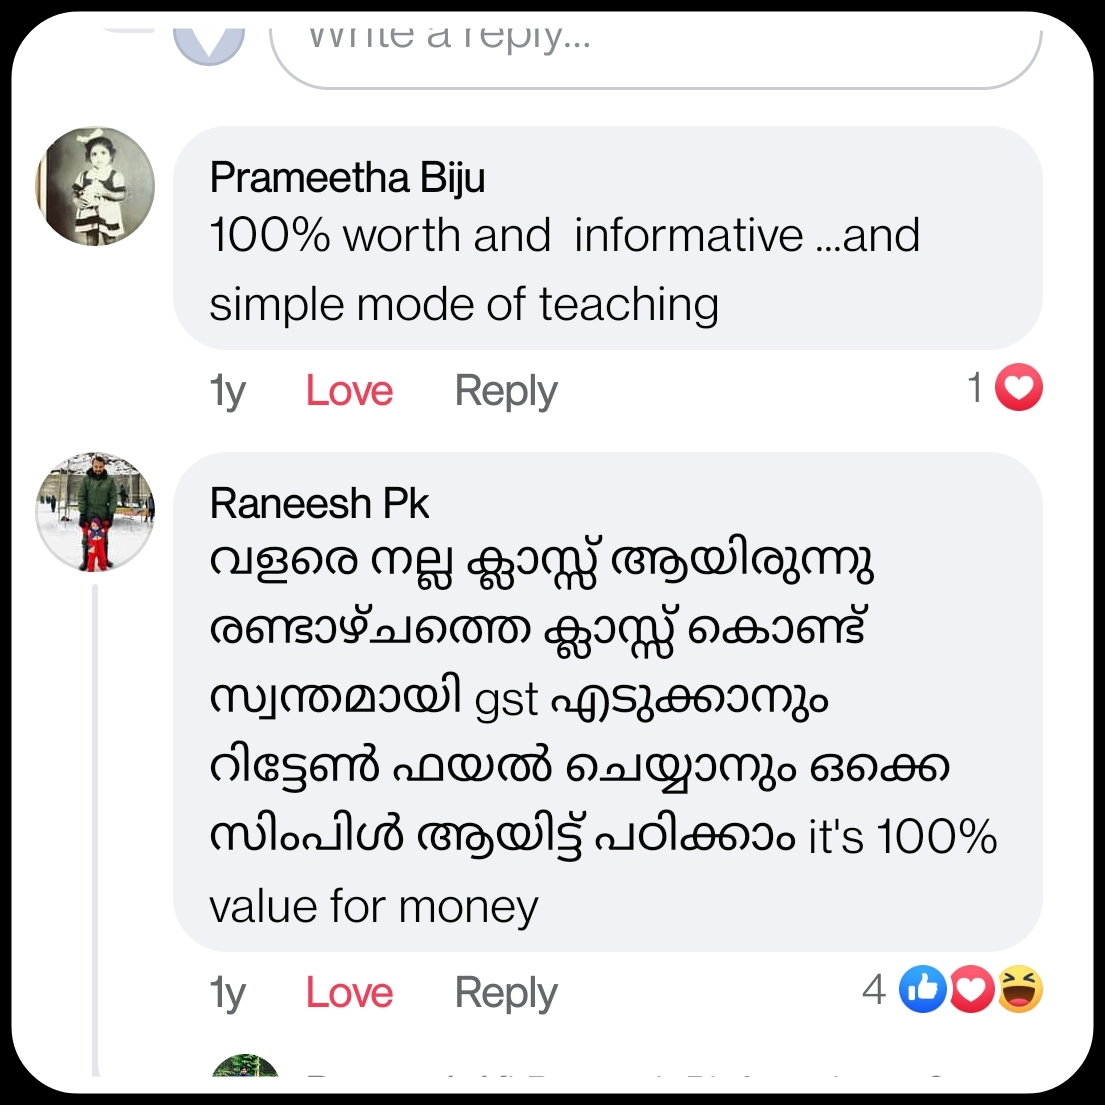 Write a reply...
Prameetha Biju
100% worth and  informative ...and
simple mode of teaching
1y Love Reply 1
Raneesh Pk
വളരെ നല്ല ക്ലാസ്സ് ആയിരുന്നു
രണ്ടാഴ്ചത്തെ ക്ലാസ്സ് കൊണ്ട്
സ്വന്തമായി gst എടുക്കാനും
റിട്ടേൺ ഫയൽ ചെയ്യാനും ഒക്കെ
സിംപിൾ ആയിട്ട് പഠിക്കാം it's 100%
value for money
1y Love Reply 4